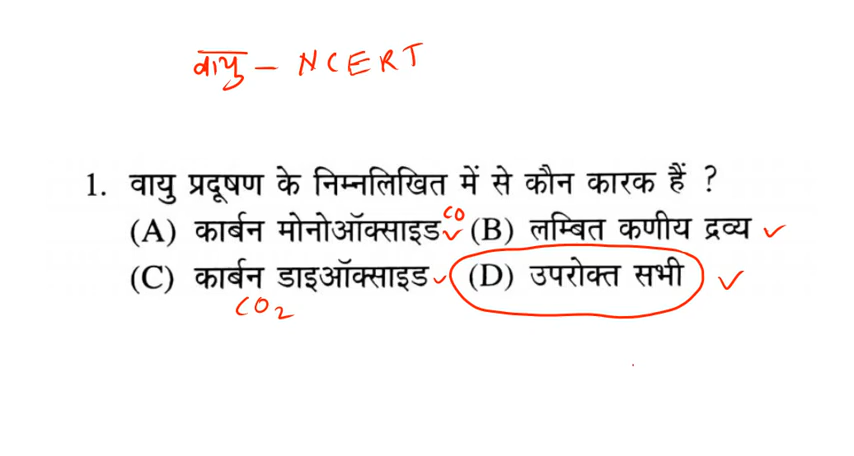 वायु – NCERT
1. वायु प्रदूषण के निम्नलिखित में से कौन कारक हैं ?
(A) कार्बन मोनोऑक्साइड CO (B) लम्बित कणीय द्रव्य
(C) कार्बन डाइऑक्साइड (D) उपरोक्त सभी
CO₂